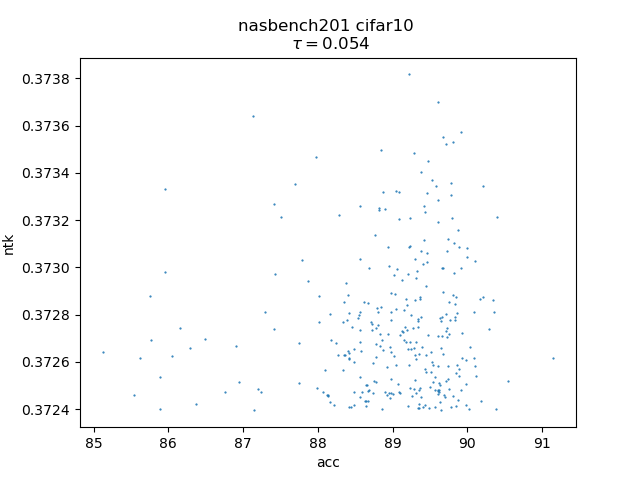 nasbench201 cifar10
τ = 0.054
0.3738
0.3736
0.3734
0.3732
0.3730
0.3728
0.3726
0.3724
ntk
85 86 87 88 89 90 91
acc